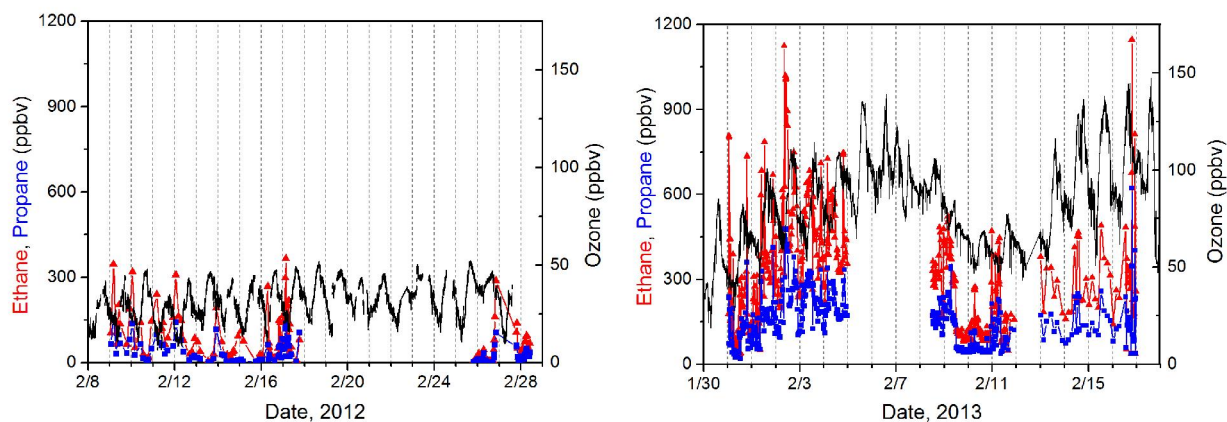 1200
900
600
300
0
Ethane, Propane (ppbv)
150
100
50
0
Ozone (ppbv)
2/8 2/12 2/16 2/20 2/24 2/28
Date, 2012
1200
900
600
300
0
Ethane, Propane (ppbv)
150
100
50
0
Ozone (ppbv)
1/30 2/3 2/7 2/11 2/15
Date, 2013